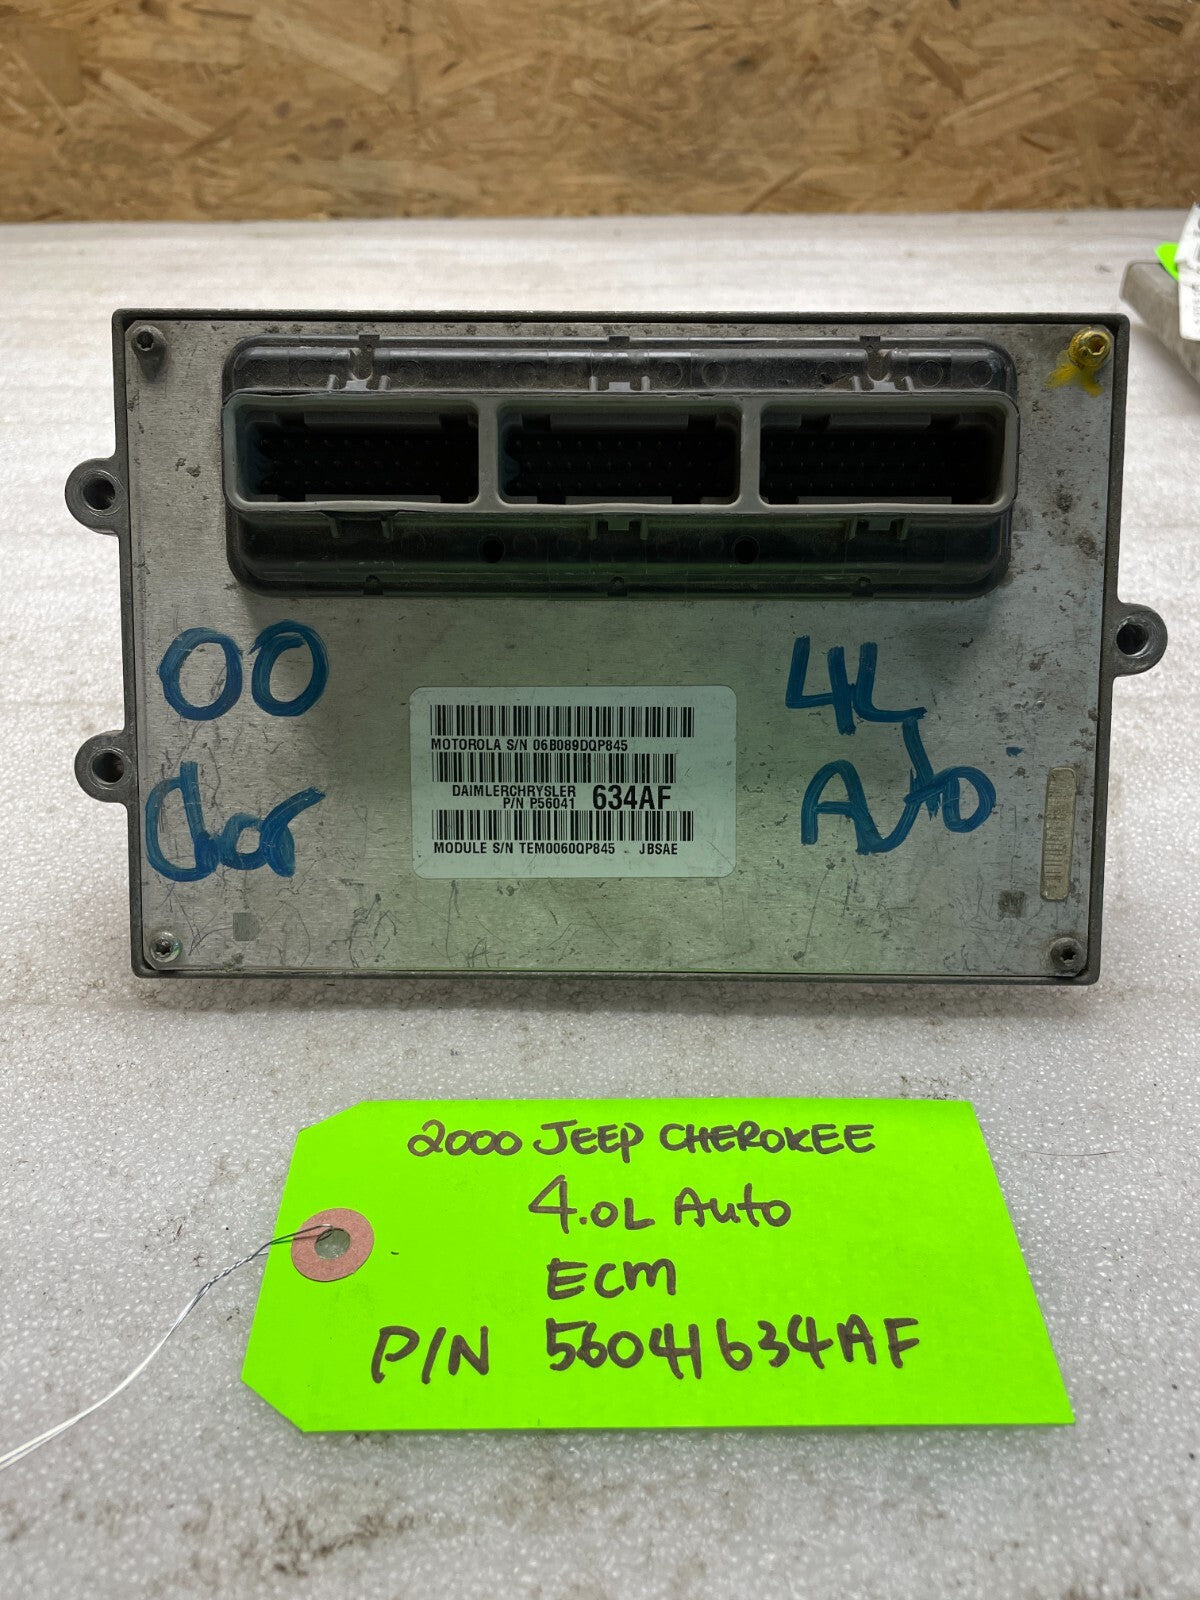 00
Cher
4L
Auto
MOTOROLA S/N 06B089DQP845
DAIMLERCHRYSLER
P/N P56041 634AF
MODULE S/N TEM0060QP845 JBSAE
2000 JEEP CHEROKEE
4.0L Auto
ECM
P/N 56041634AF